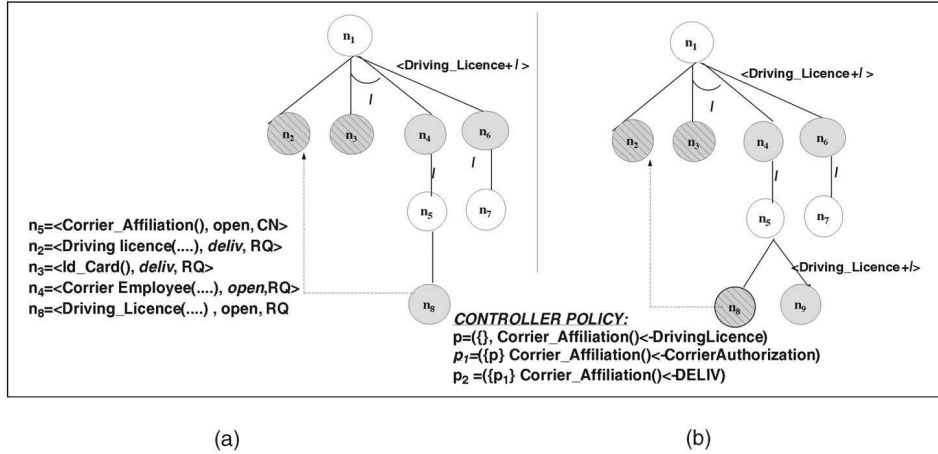 n1
<Driving_Licence+l >
l
n2
n3
n4
n6
l
l
n5
n7
n8
n5=<Corrier_Affiliation(), open, CN>
n2=<Driving licence(....), deliv, RQ>
n3=<Id_Card(), deliv, RQ>
n4=<Corrier Employee(....), open,RQ>
n8=<Driving_Licence(....) , open, RQ
n1
<Driving_Licence+l >
l
n2
n3
n4
n6
l
l
n5
n7
<Driving_Licence+l>
n8
n9
CONTROLLER POLICY:
p=({}, Corrier_Affiliation()<-DrivingLicence)
p1=({p} Corrier_Affiliation()<-CorrierAuthorization)
p2 =({p1} Corrier_Affiliation()<-DELIV)
(a)
(b)